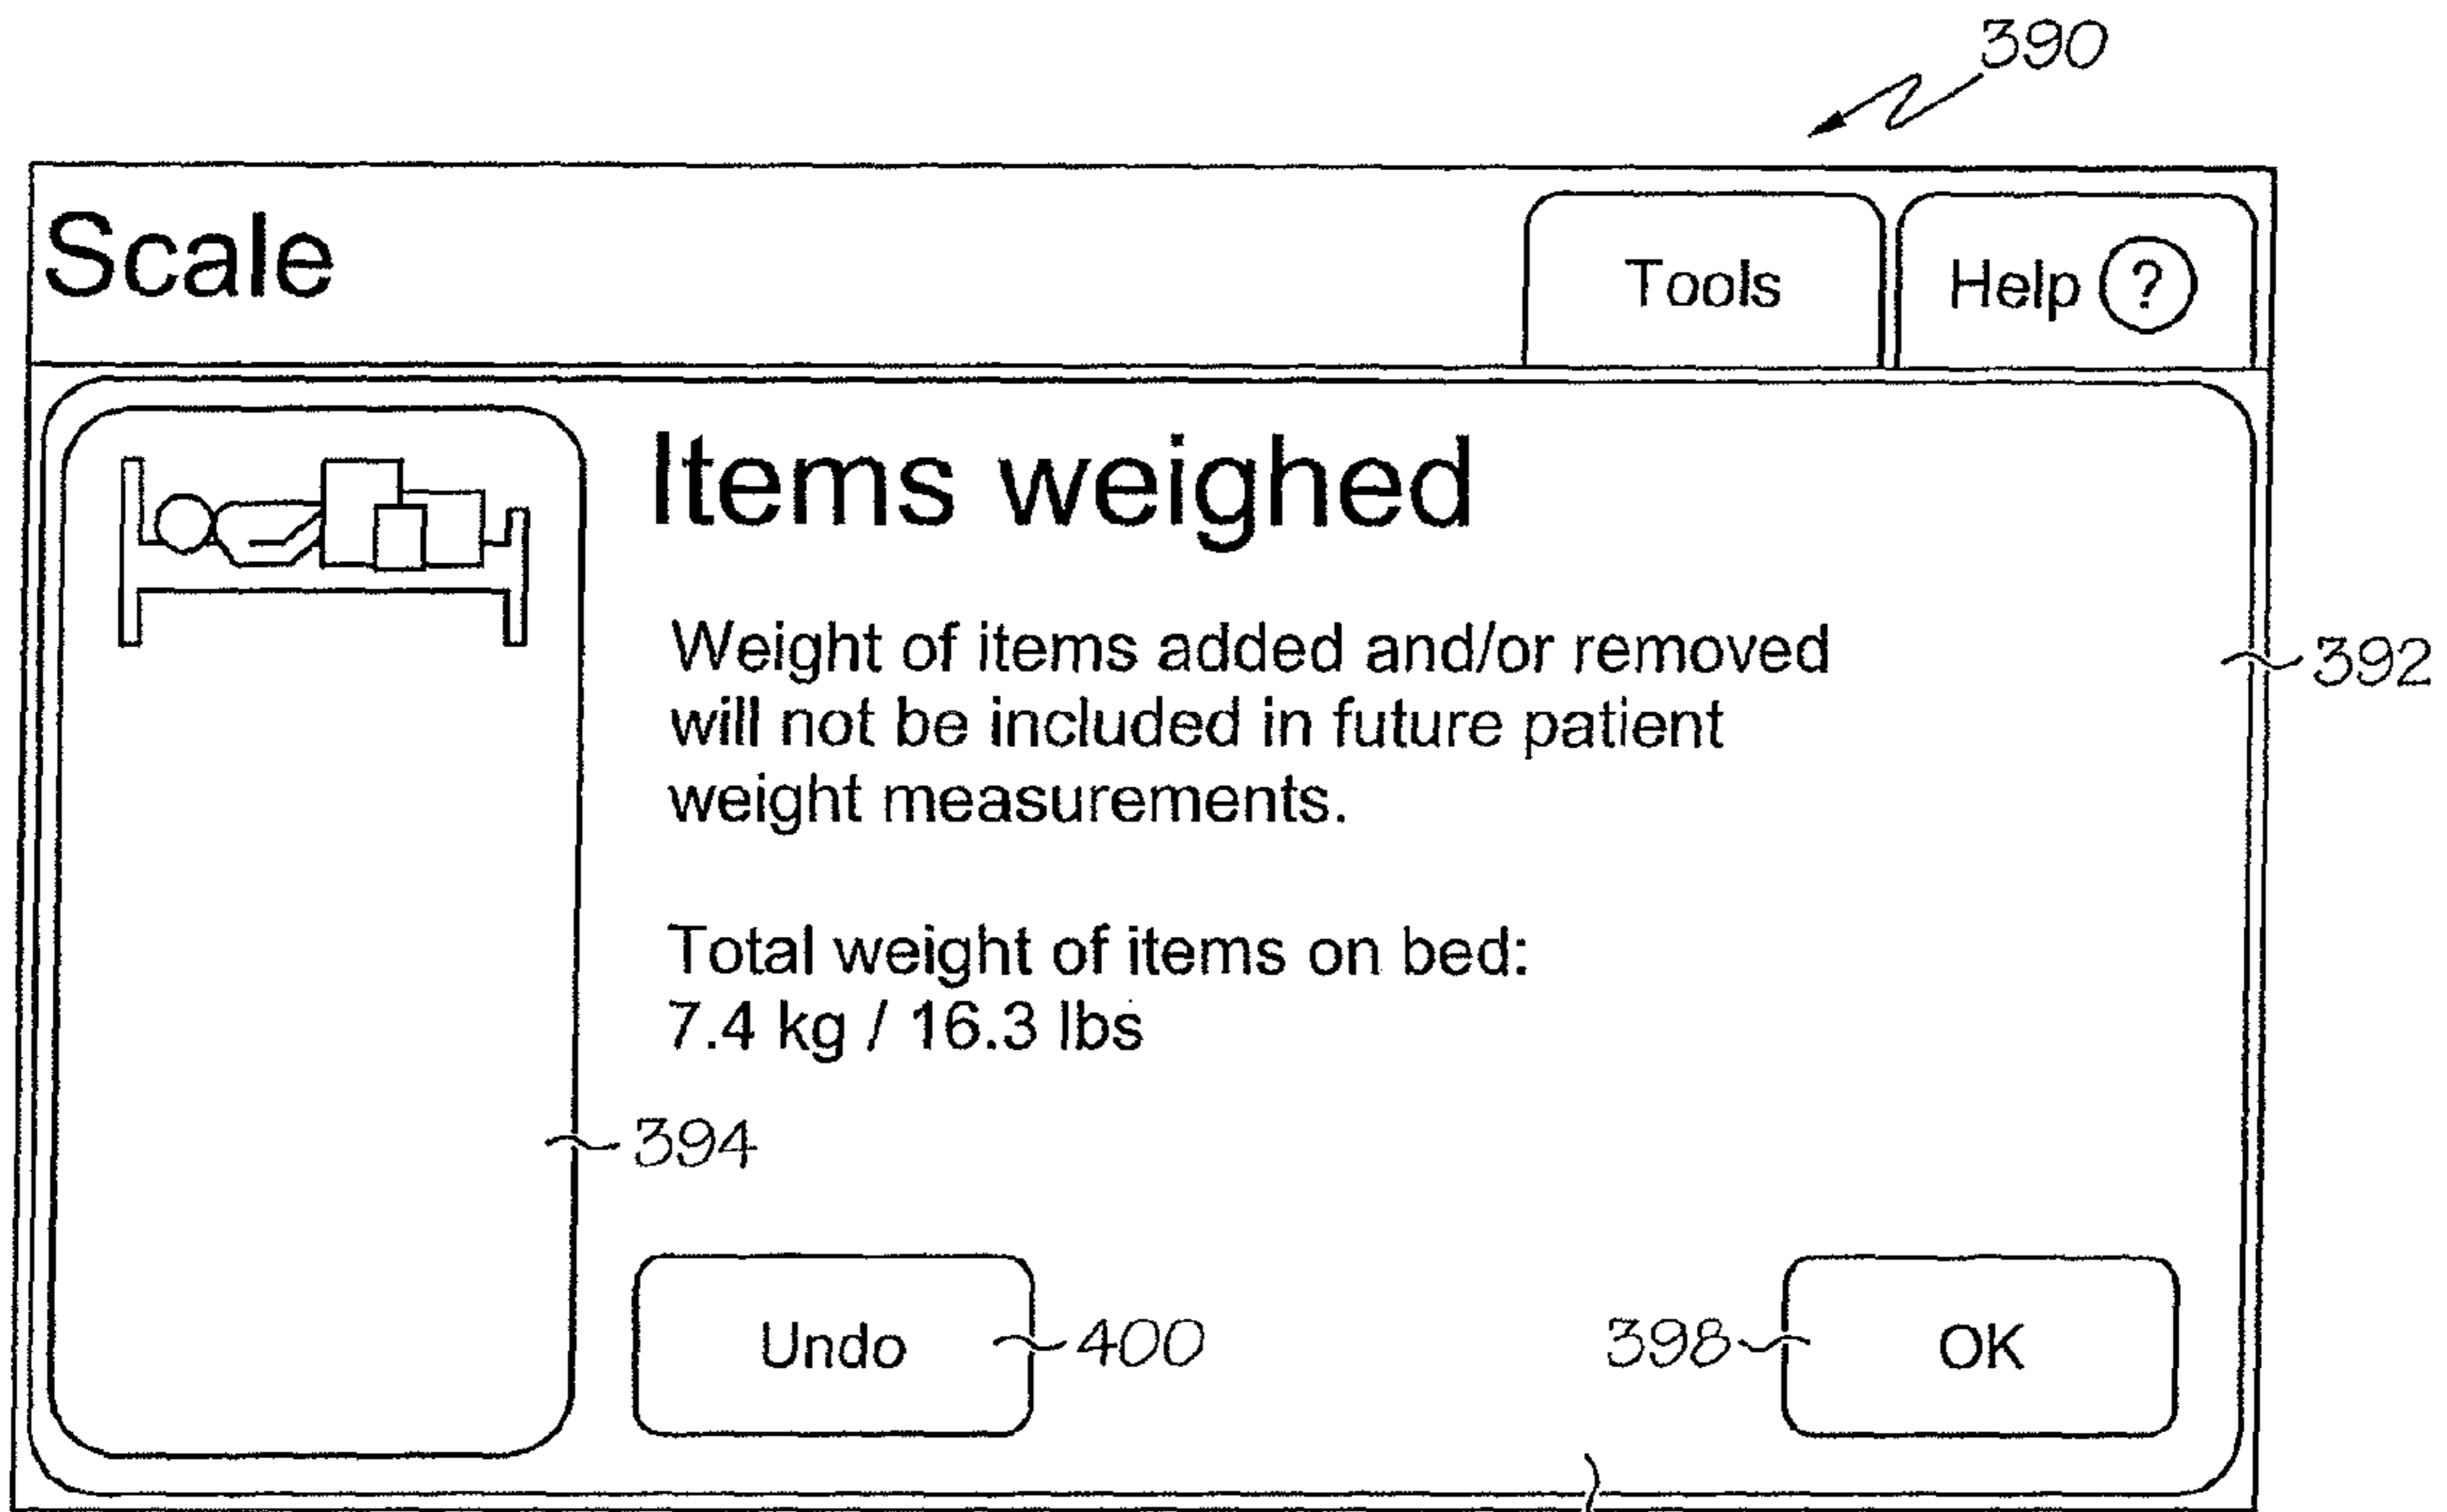 390
Scale
Tools
Help ?
Items weighed
Weight of items added and/or removed
will not be included in future patient
weight measurements.
392
Total weight of items on bed:
7.4 kg / 16.3 lbs
394
Undo
400
398
OK